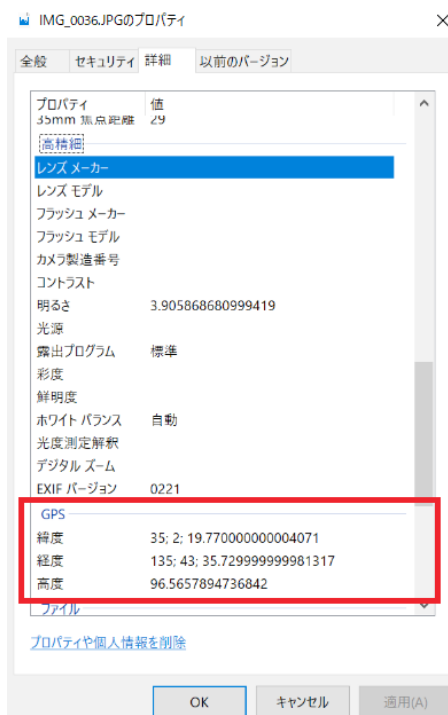 IMG_0036.JPGのプロパティ
全般 セキュリティ 詳細 以前のバージョン
プロパティ 値
35mm 焦点距離 29
高精細
レンズ メーカー
レンズ モデル
フラッシュ メーカー
フラッシュ モデル
カメラ製造番号
コントラスト
明るさ 3.905868680999419
光源
露出プログラム 標準
彩度
鮮明度
ホワイト バランス 自動
光度測定解釈
デジタル ズーム
EXIF バージョン 0221
GPS
緯度 35; 2; 19.770000000004071
経度 135; 43; 35.729999999981317
高度 96.5657894736842
ファイル
プロパティや個人情報を削除
OK キャンセル 適用(A)